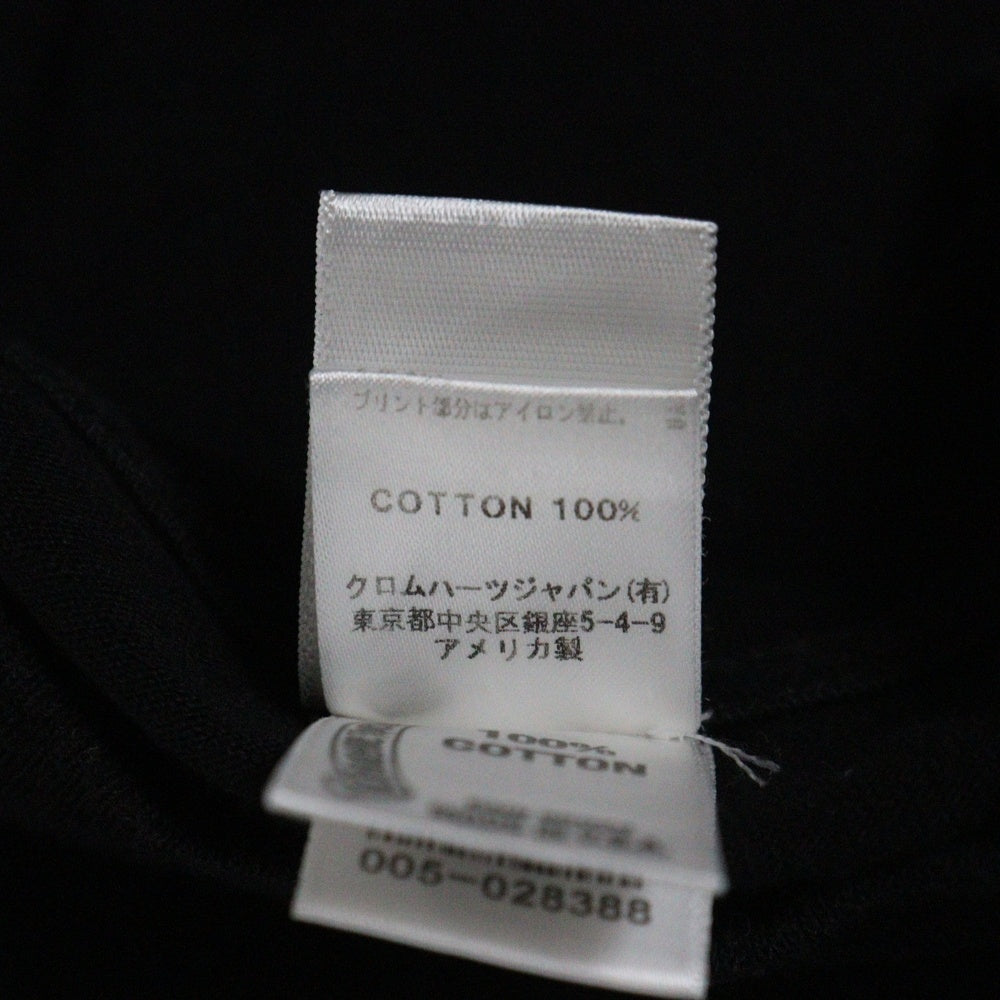 プリント部分はアイロン禁止。
COTTON 100%
クロムハーツジャパン(有)
東京都中央区銀座5-4-9
アメリカ製
100%
COTTON
MADE IN U.S.A.
005-028388